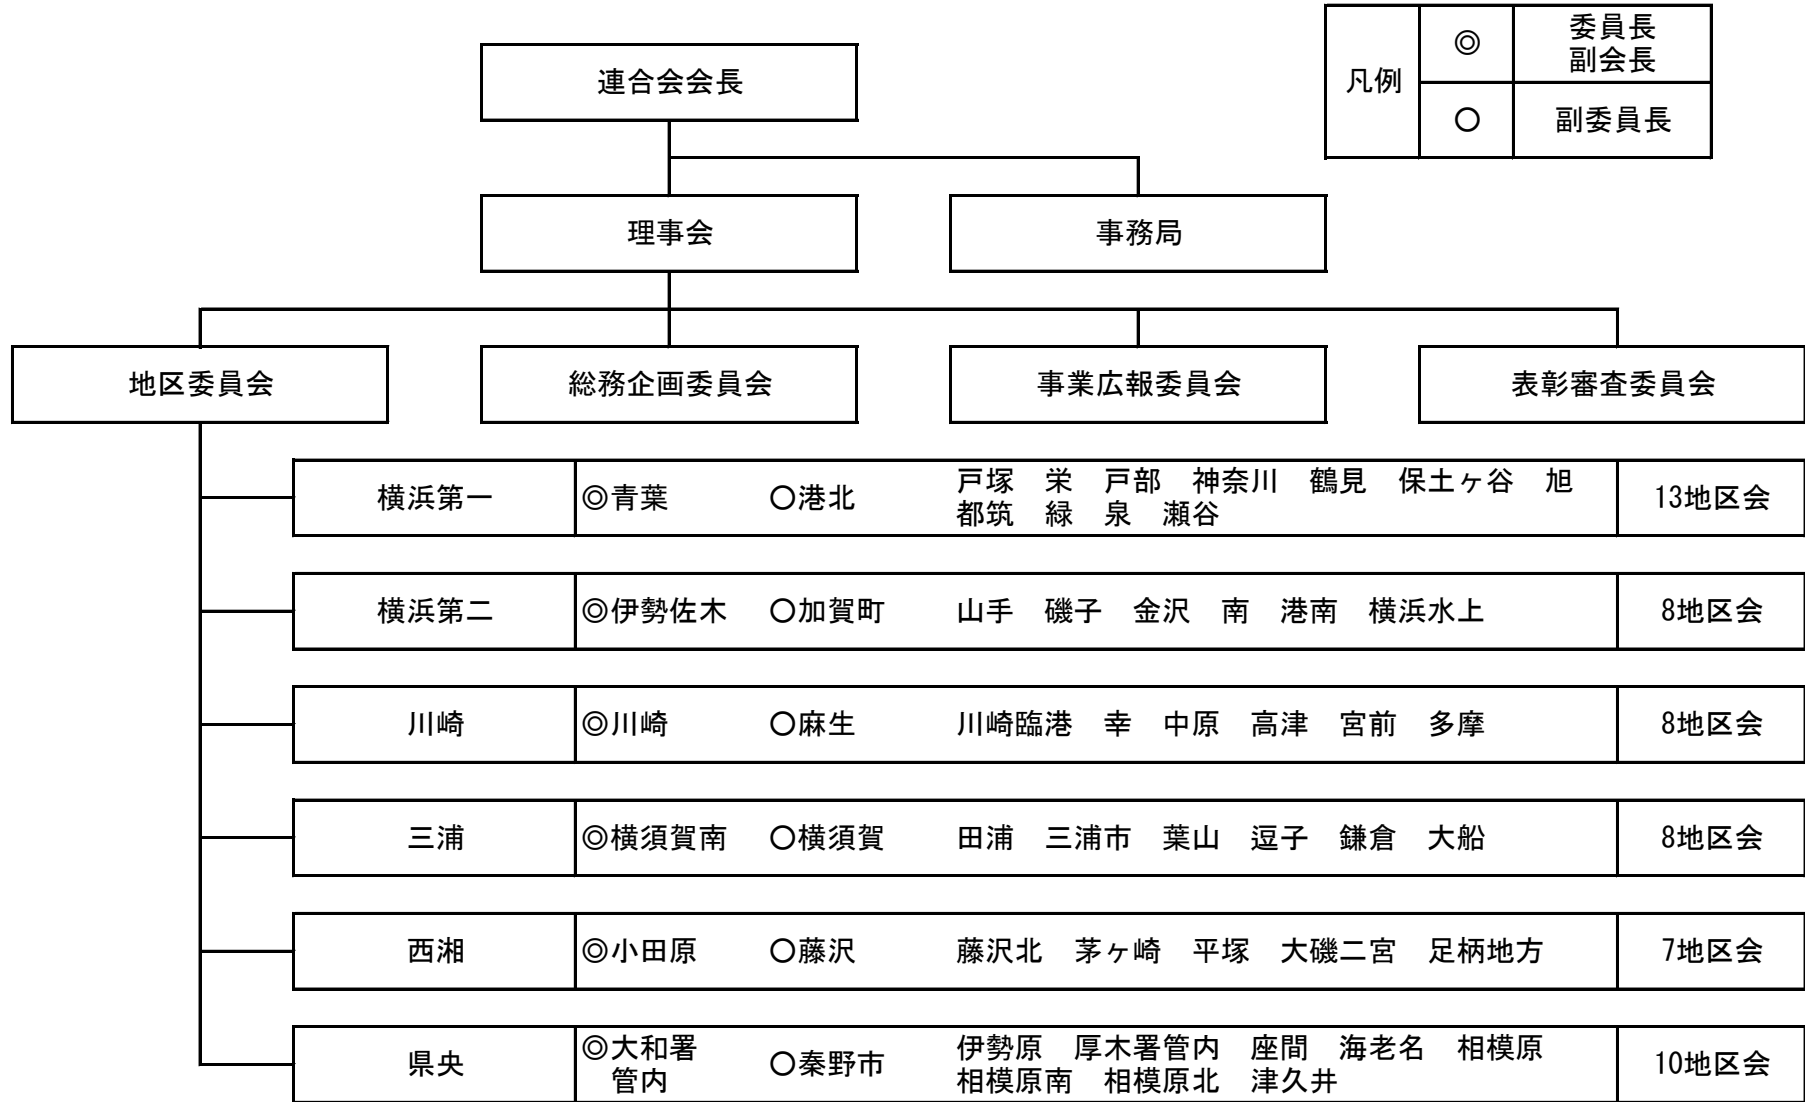 凡例
◎
委員長
副会長
○
副委員長
連合会会長
理事会
事務局
地区委員会
総務企画委員会
事業広報委員会
表彰審査委員会
横浜第一
◎青葉
○港北
戸塚　栄　戸部　神奈川　鶴見　保土ヶ谷　旭
都筑　緑　泉　瀬谷
13地区会
横浜第二
◎伊勢佐木
○加賀町
山手　磯子　金沢　南　港南　横浜水上
8地区会
川崎
◎川崎
○麻生
川崎臨港　幸　中原　高津　宮前　多摩
8地区会
三浦
◎横須賀南
○横須賀
田浦　三浦市　葉山　逗子　鎌倉　大船
8地区会
西湘
◎小田原
○藤沢
藤沢北　茅ヶ崎　平塚　大磯二宮　足柄地方
7地区会
県央
◎大和署
管内
○秦野市
伊勢原　厚木署管内　座間　海老名　相模原
相模原南　相模原北　津久井
10地区会